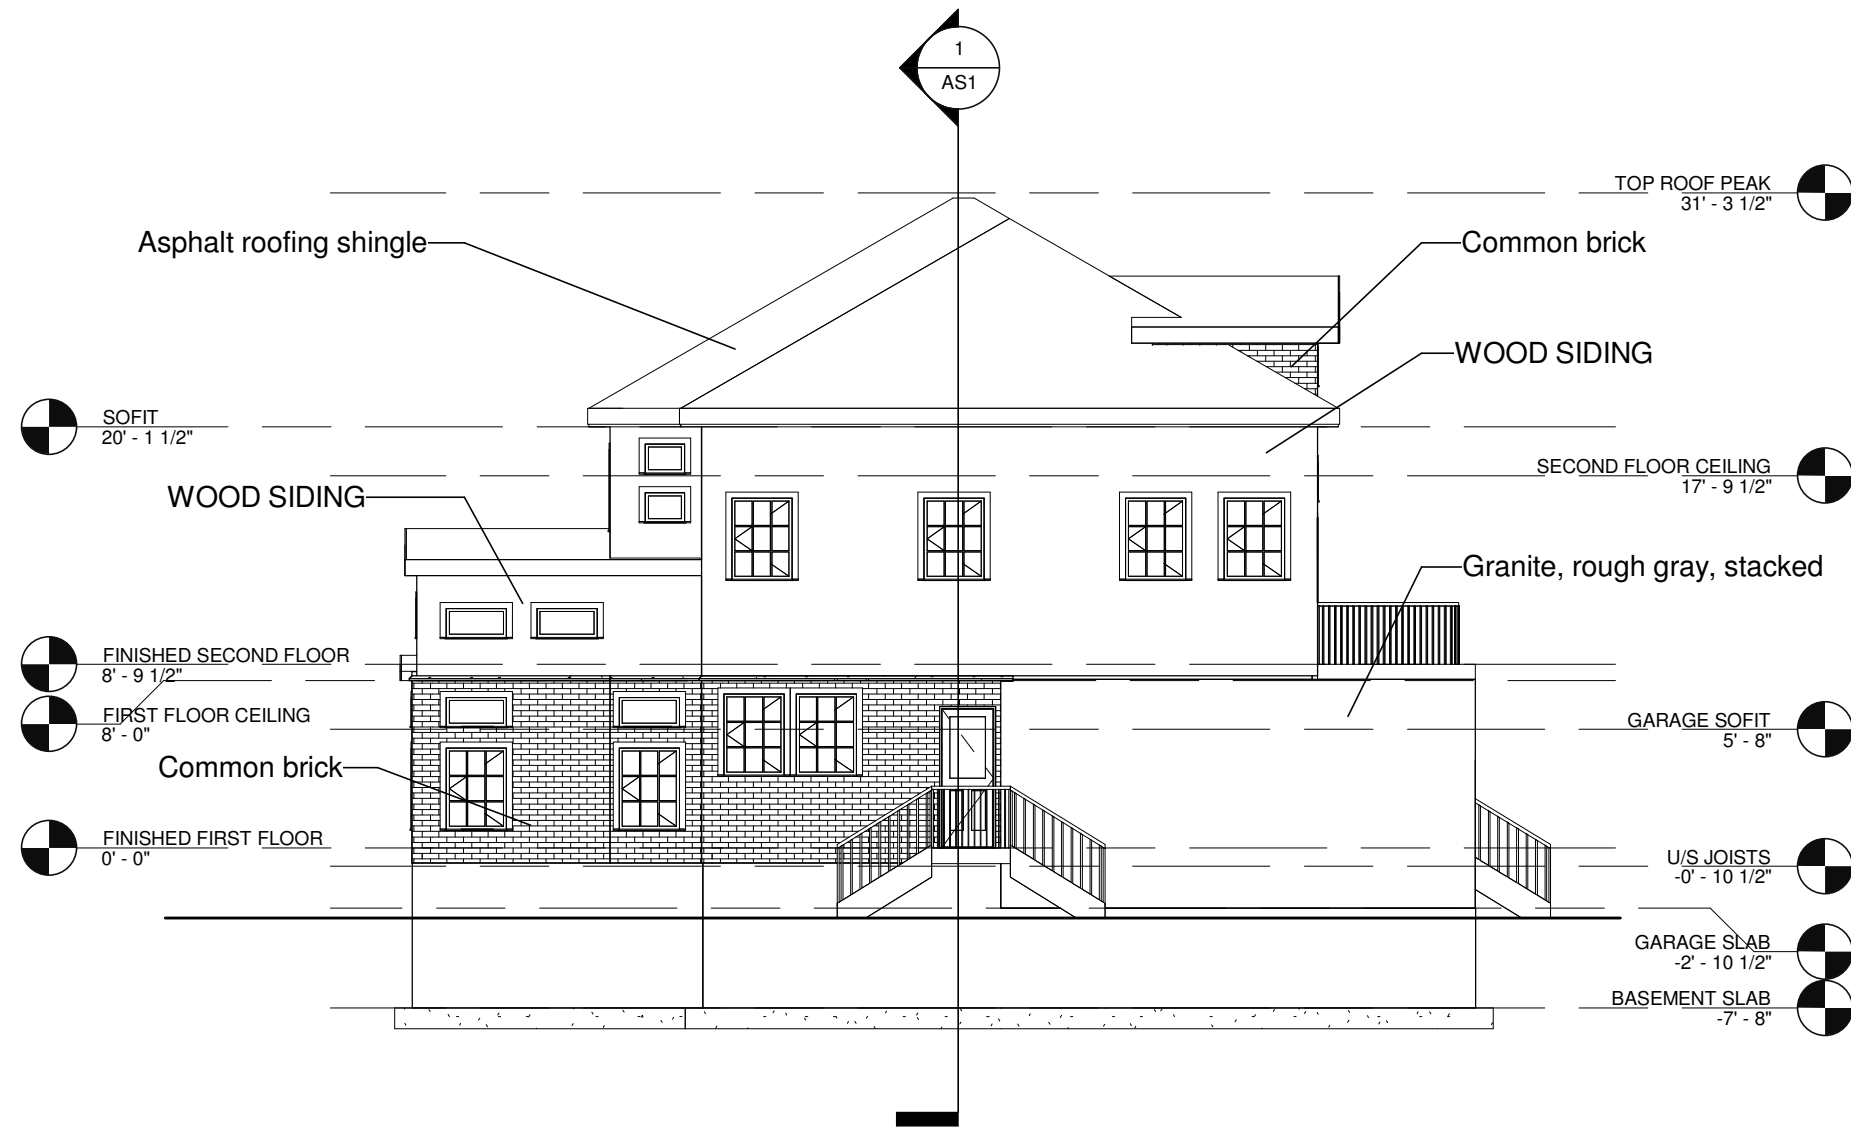 1
AS1
TOP ROOF PEAK
31' - 3 1/2"
Asphalt roofing shingle
Common brick
WOOD SIDING
SOFIT
20' - 1 1/2"
SECOND FLOOR CEILING
17' - 9 1/2"
WOOD SIDING
Granite, rough gray, stacked
FINISHED SECOND FLOOR
8' - 9 1/2"
FIRST FLOOR CEILING
8' - 0"
GARAGE SOFIT
5' - 8"
Common brick
FINISHED FIRST FLOOR
0' - 0"
U/S JOISTS
-0' - 10 1/2"
GARAGE SLAB
-2' - 10 1/2"
BASEMENT SLAB
-7' - 8"